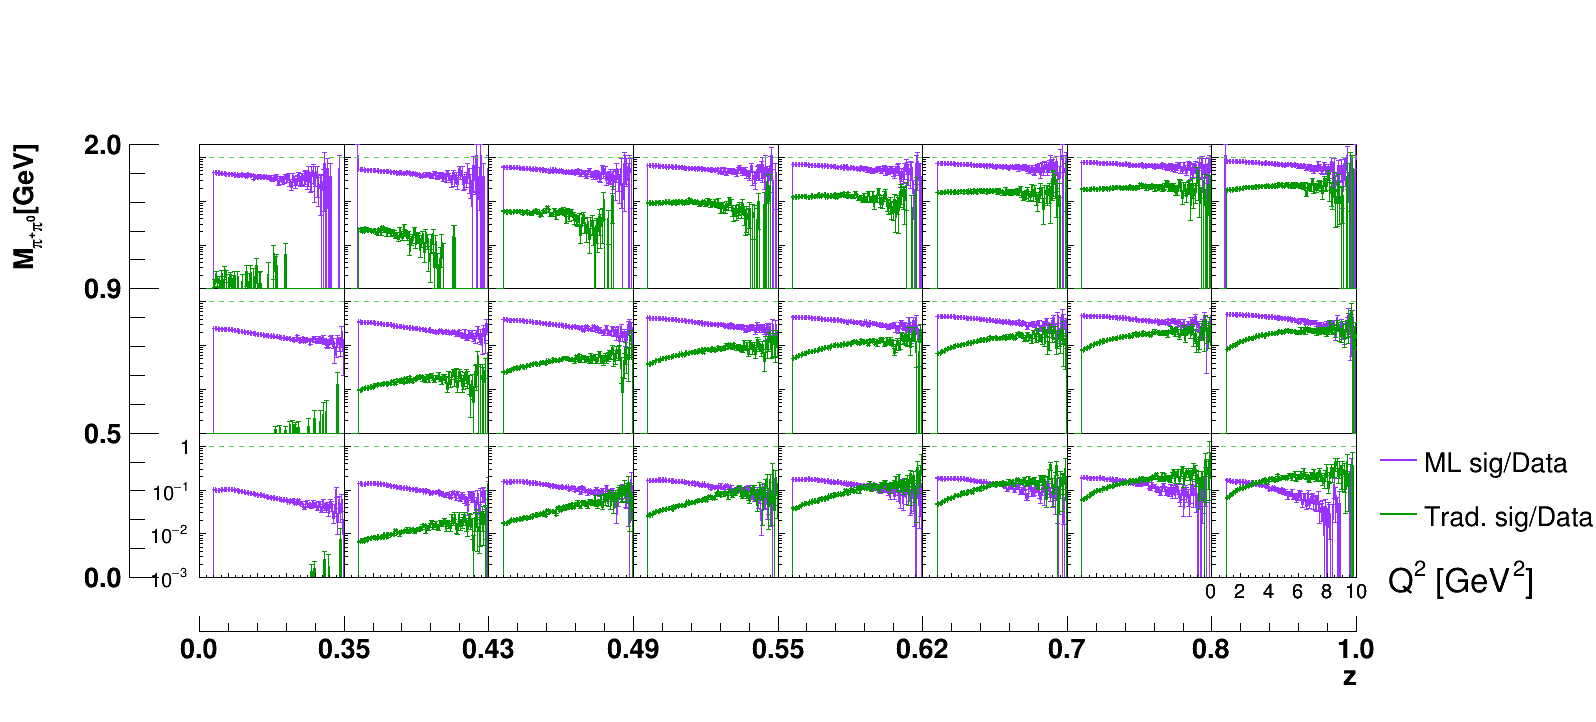 M π⁺π⁰ [GeV]
2.0
0.9
0.5
0.0
1
10⁻¹
10⁻²
10⁻³
ML sig/Data
Trad. sig/Data
0 2 4 6 8 10
Q² [GeV²]
0.0 0.35 0.43 0.49 0.55 0.62 0.7 0.8 1.0
z